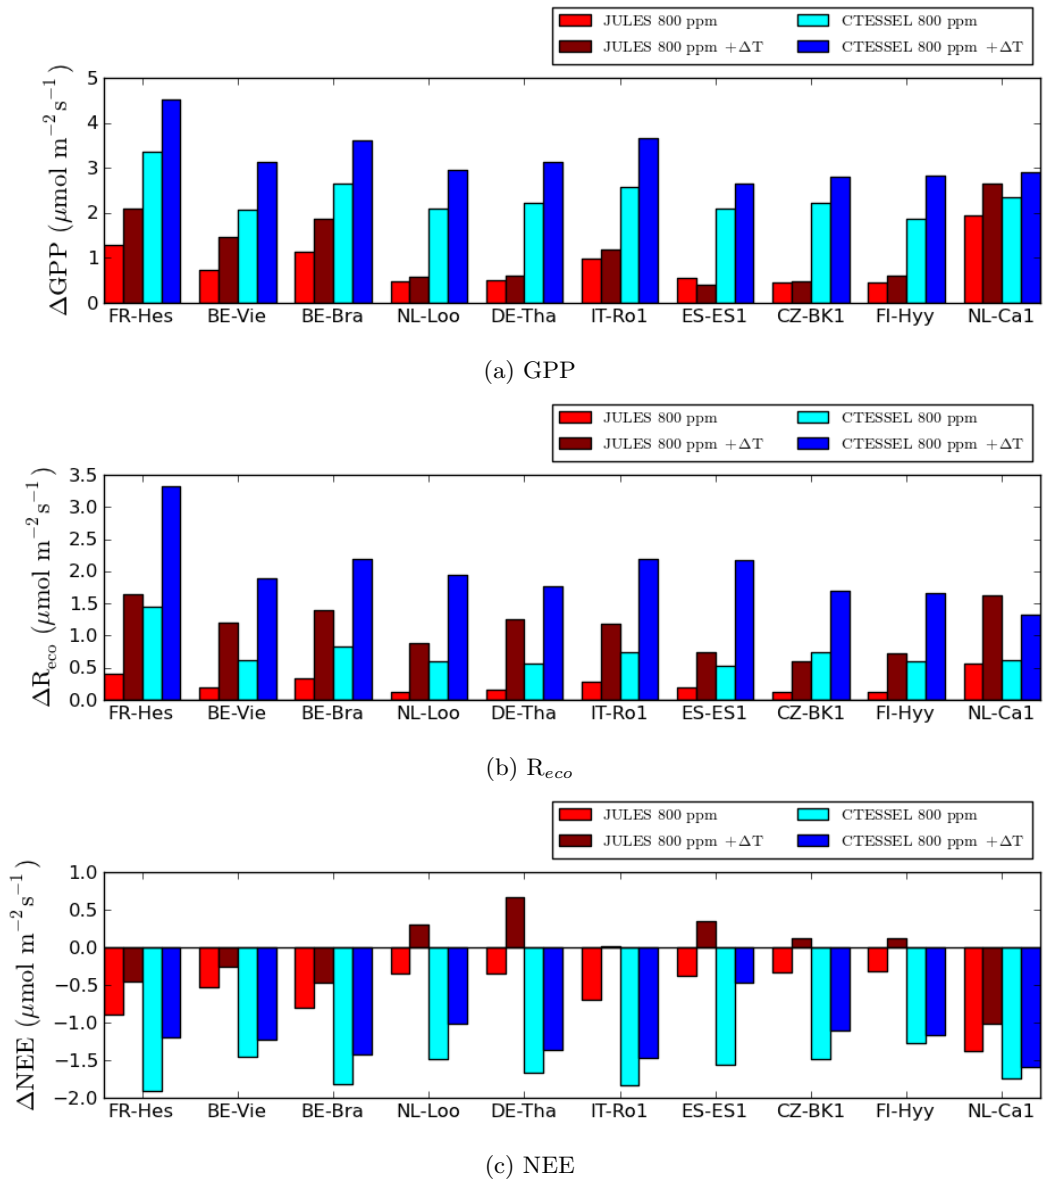 JULES 800 ppm CTESSEL 800 ppm
JULES 800 ppm +ΔT CTESSEL 800 ppm +ΔT
ΔGPP (μmol m⁻²s⁻¹)
5
4
3
2
1
0
FR-Hes BE-Vie BE-Bra NL-Loo DE-Tha IT-Ro1 ES-ES1 CZ-BK1 FI-Hyy NL-Ca1
(a) GPP
JULES 800 ppm CTESSEL 800 ppm
JULES 800 ppm +ΔT CTESSEL 800 ppm +ΔT
ΔR_eco (μmol m⁻²s⁻¹)
3.5
3.0
2.5
2.0
1.5
1.0
0.5
0.0
FR-Hes BE-Vie BE-Bra NL-Loo DE-Tha IT-Ro1 ES-ES1 CZ-BK1 FI-Hyy NL-Ca1
(b) R_eco
JULES 800 ppm CTESSEL 800 ppm
JULES 800 ppm +ΔT CTESSEL 800 ppm +ΔT
ΔNEE (μmol m⁻²s⁻¹)
1.0
0.5
0.0
−0.5
−1.0
−1.5
−2.0
FR-Hes BE-Vie BE-Bra NL-Loo DE-Tha IT-Ro1 ES-ES1 CZ-BK1 FI-Hyy NL-Ca1
(c) NEE